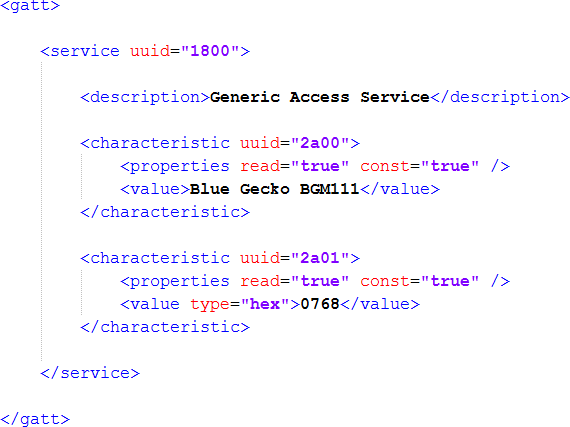 <gatt>
<service uuid="1800">
<description>Generic Access Service</description>
<characteristic uuid="2a00">
<properties read="true" const="true" />
<value>Blue Gecko BGM111</value>
</characteristic>
<characteristic uuid="2a01">
<properties read="true" const="true" />
<value type="hex">0768</value>
</characteristic>
</service>
</gatt>